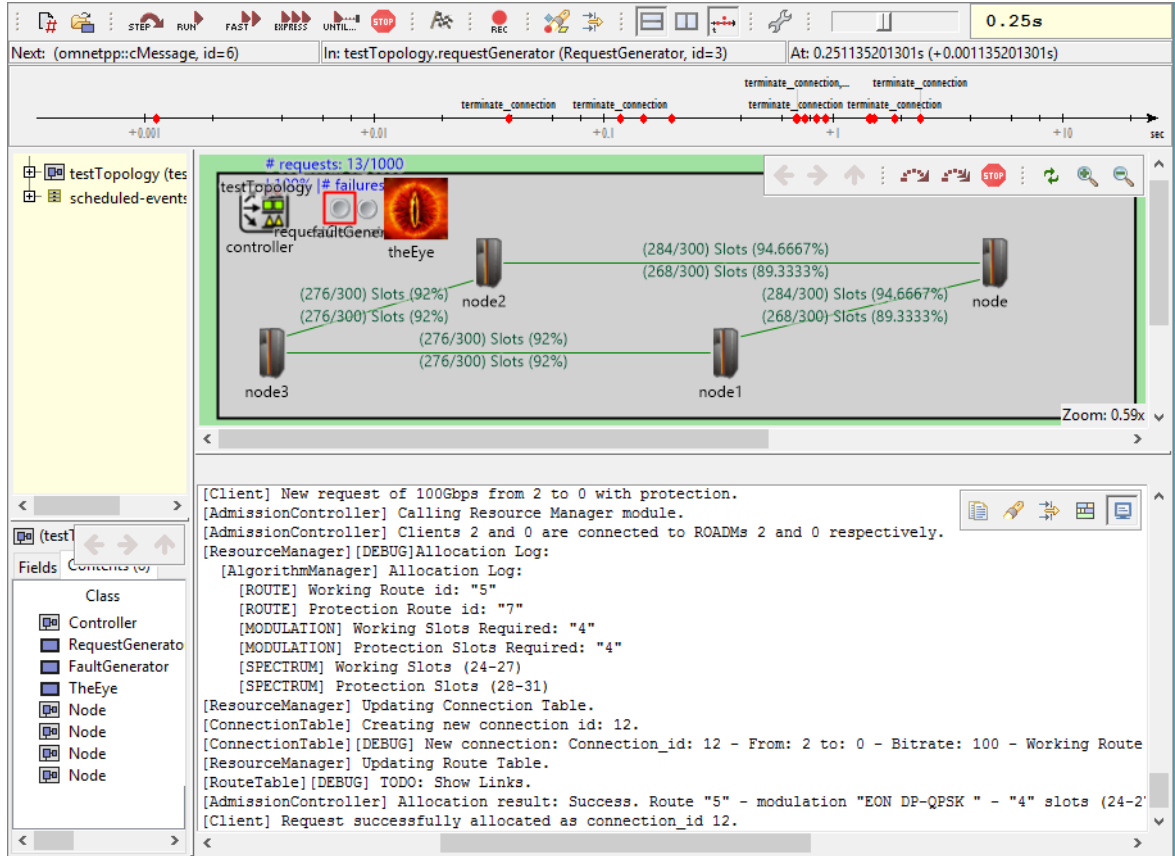 STEP RUN FAST EXPRESS UNTIL... STOP REC 0.25s
Next: (omnetpp::cMessage, id=6) In: testTopology.requestGenerator (RequestGenerator, id=3) At: 0.251135201301s (+0.001135201301s)
terminate_connection,... terminate_connection
terminate_connection terminate_connection terminate_connection terminate_connection
+0.001 +0.01 +0.1 +1 +10 sec
testTopology (tes
scheduled-events
# requests: 13/1000
| 100% |# failures
testTopology
STOP
controller
faultGener
theEye
node2
node
node3
node1
(284/300) Slots (94.6667%)
(268/300) Slots (89.3333%)
(276/300) Slots (92%)
(276/300) Slots (92%)
(284/300) Slots (94.6667%)
(268/300) Slots (89.3333%)
(276/300) Slots (92%)
(276/300) Slots (92%)
Zoom: 0.59x
(testT
Fields Contents (6)
Class
Controller
RequestGenerato
FaultGenerator
TheEye
Node
Node
Node
Node
[Client] New request of 100Gbps from 2 to 0 with protection.
[AdmissionController] Calling Resource Manager module.
[AdmissionController] Clients 2 and 0 are connected to ROADMs 2 and 0 respectively.
[ResourceManager][DEBUG]Allocation Log:
[AlgorithmManager] Allocation Log:
[ROUTE] Working Route id: "5"
[ROUTE] Protection Route id: "7"
[MODULATION] Working Slots Required: "4"
[MODULATION] Protection Slots Required: "4"
[SPECTRUM] Working Slots (24-27)
[SPECTRUM] Protection Slots (28-31)
[ResourceManager] Updating Connection Table.
[ConnectionTable] Creating new connection id: 12.
[ConnectionTable][DEBUG] New connection: Connection_id: 12 - From: 2 to: 0 - Bitrate: 100 - Working Route
[ResourceManager] Updating Route Table.
[RouteTable][DEBUG] TODO: Show Links.
[AdmissionController] Allocation result: Success. Route "5" - modulation "EON DP-QPSK " - "4" slots (24-2
[Client] Request successfully allocated as connection_id 12.